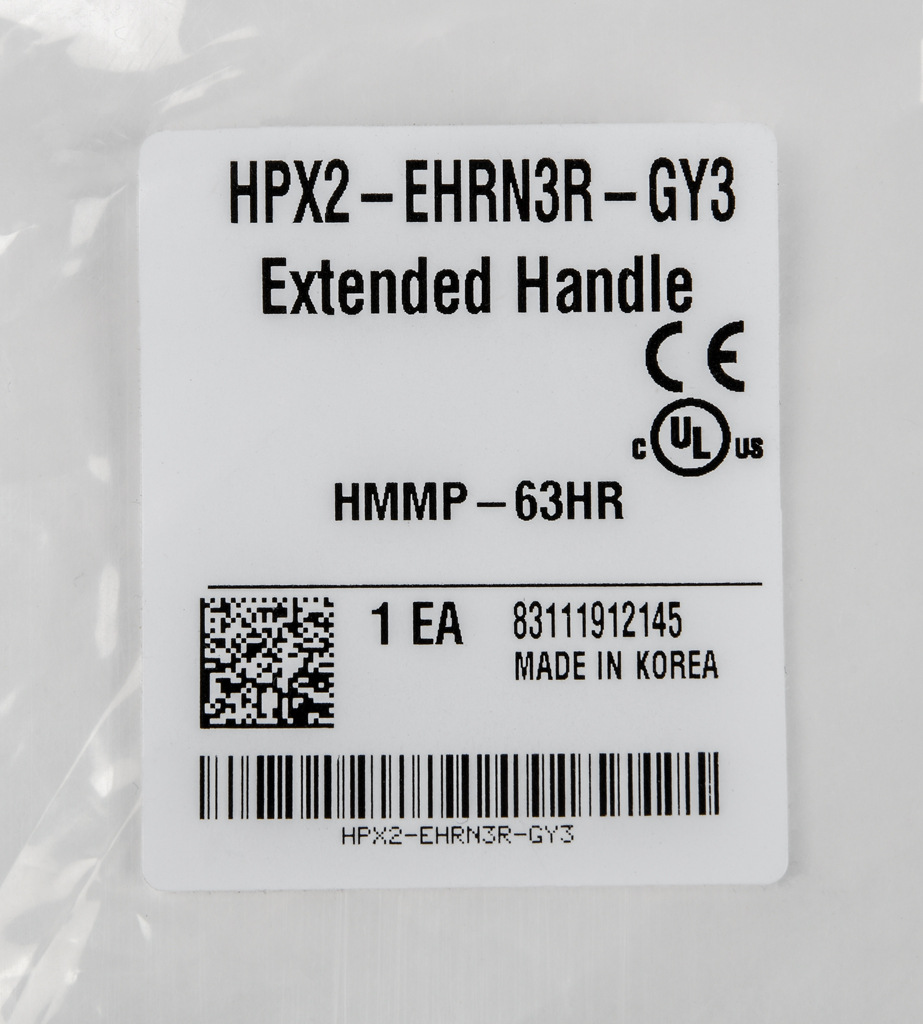 HPX2-EHRN3R-GY3
Extended Handle
CE
C UL US
HMMP-63HR
1 EA
83111912145
MADE IN KOREA
HPX2-EHRN3R-GY3